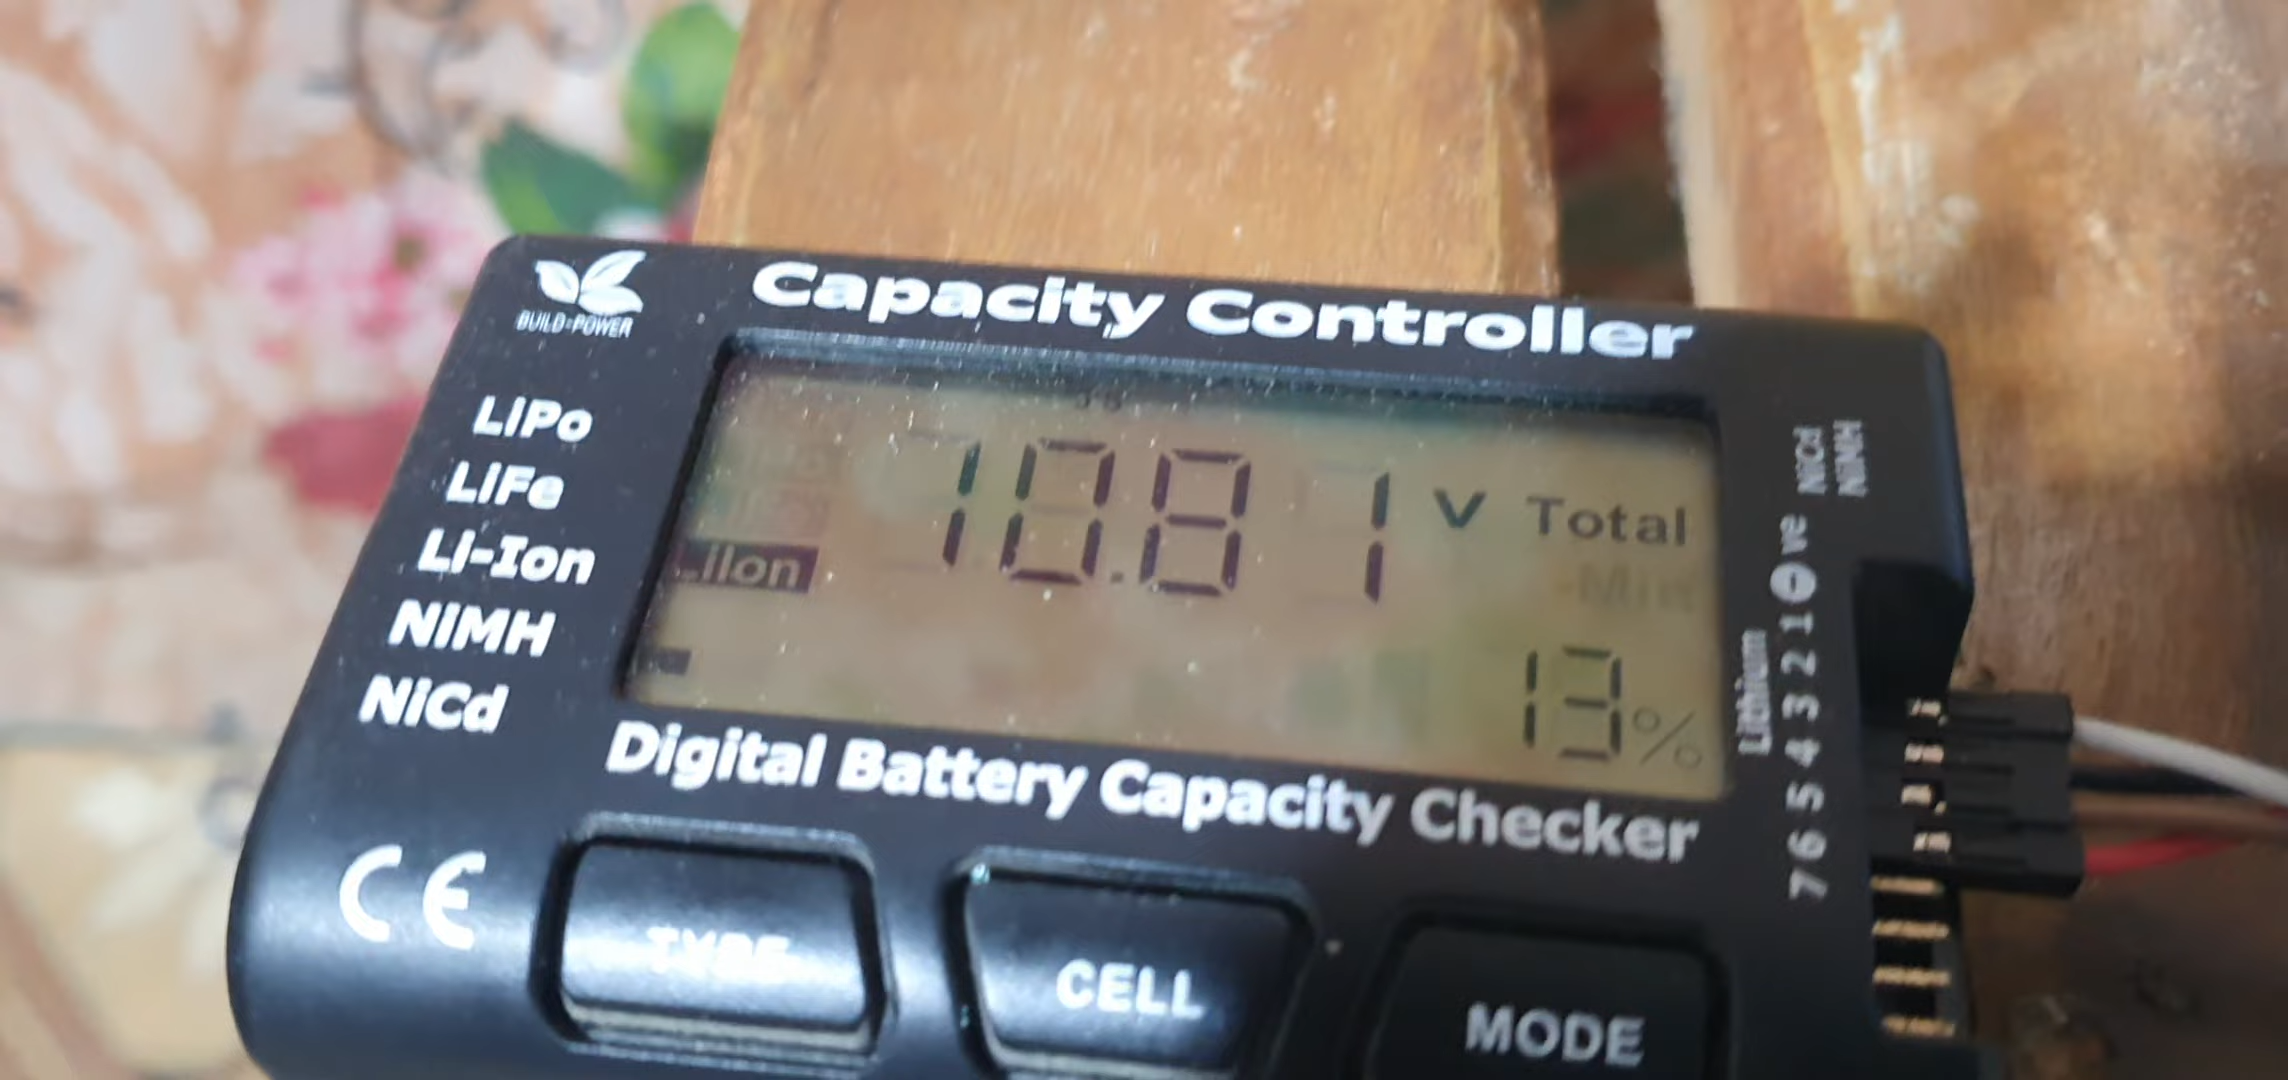 BUILD-POWER
Capacity Controller
LiPo
LiFe
Li-Ion
NiMH
NiCd
LiIon
10.81 V Total
13%
Digital Battery Capacity Checker
CE
TYPE
CELL
MODE
NiCd
NiMH
Lithium
7 6 5 4 3 2 1 ⊖ ve